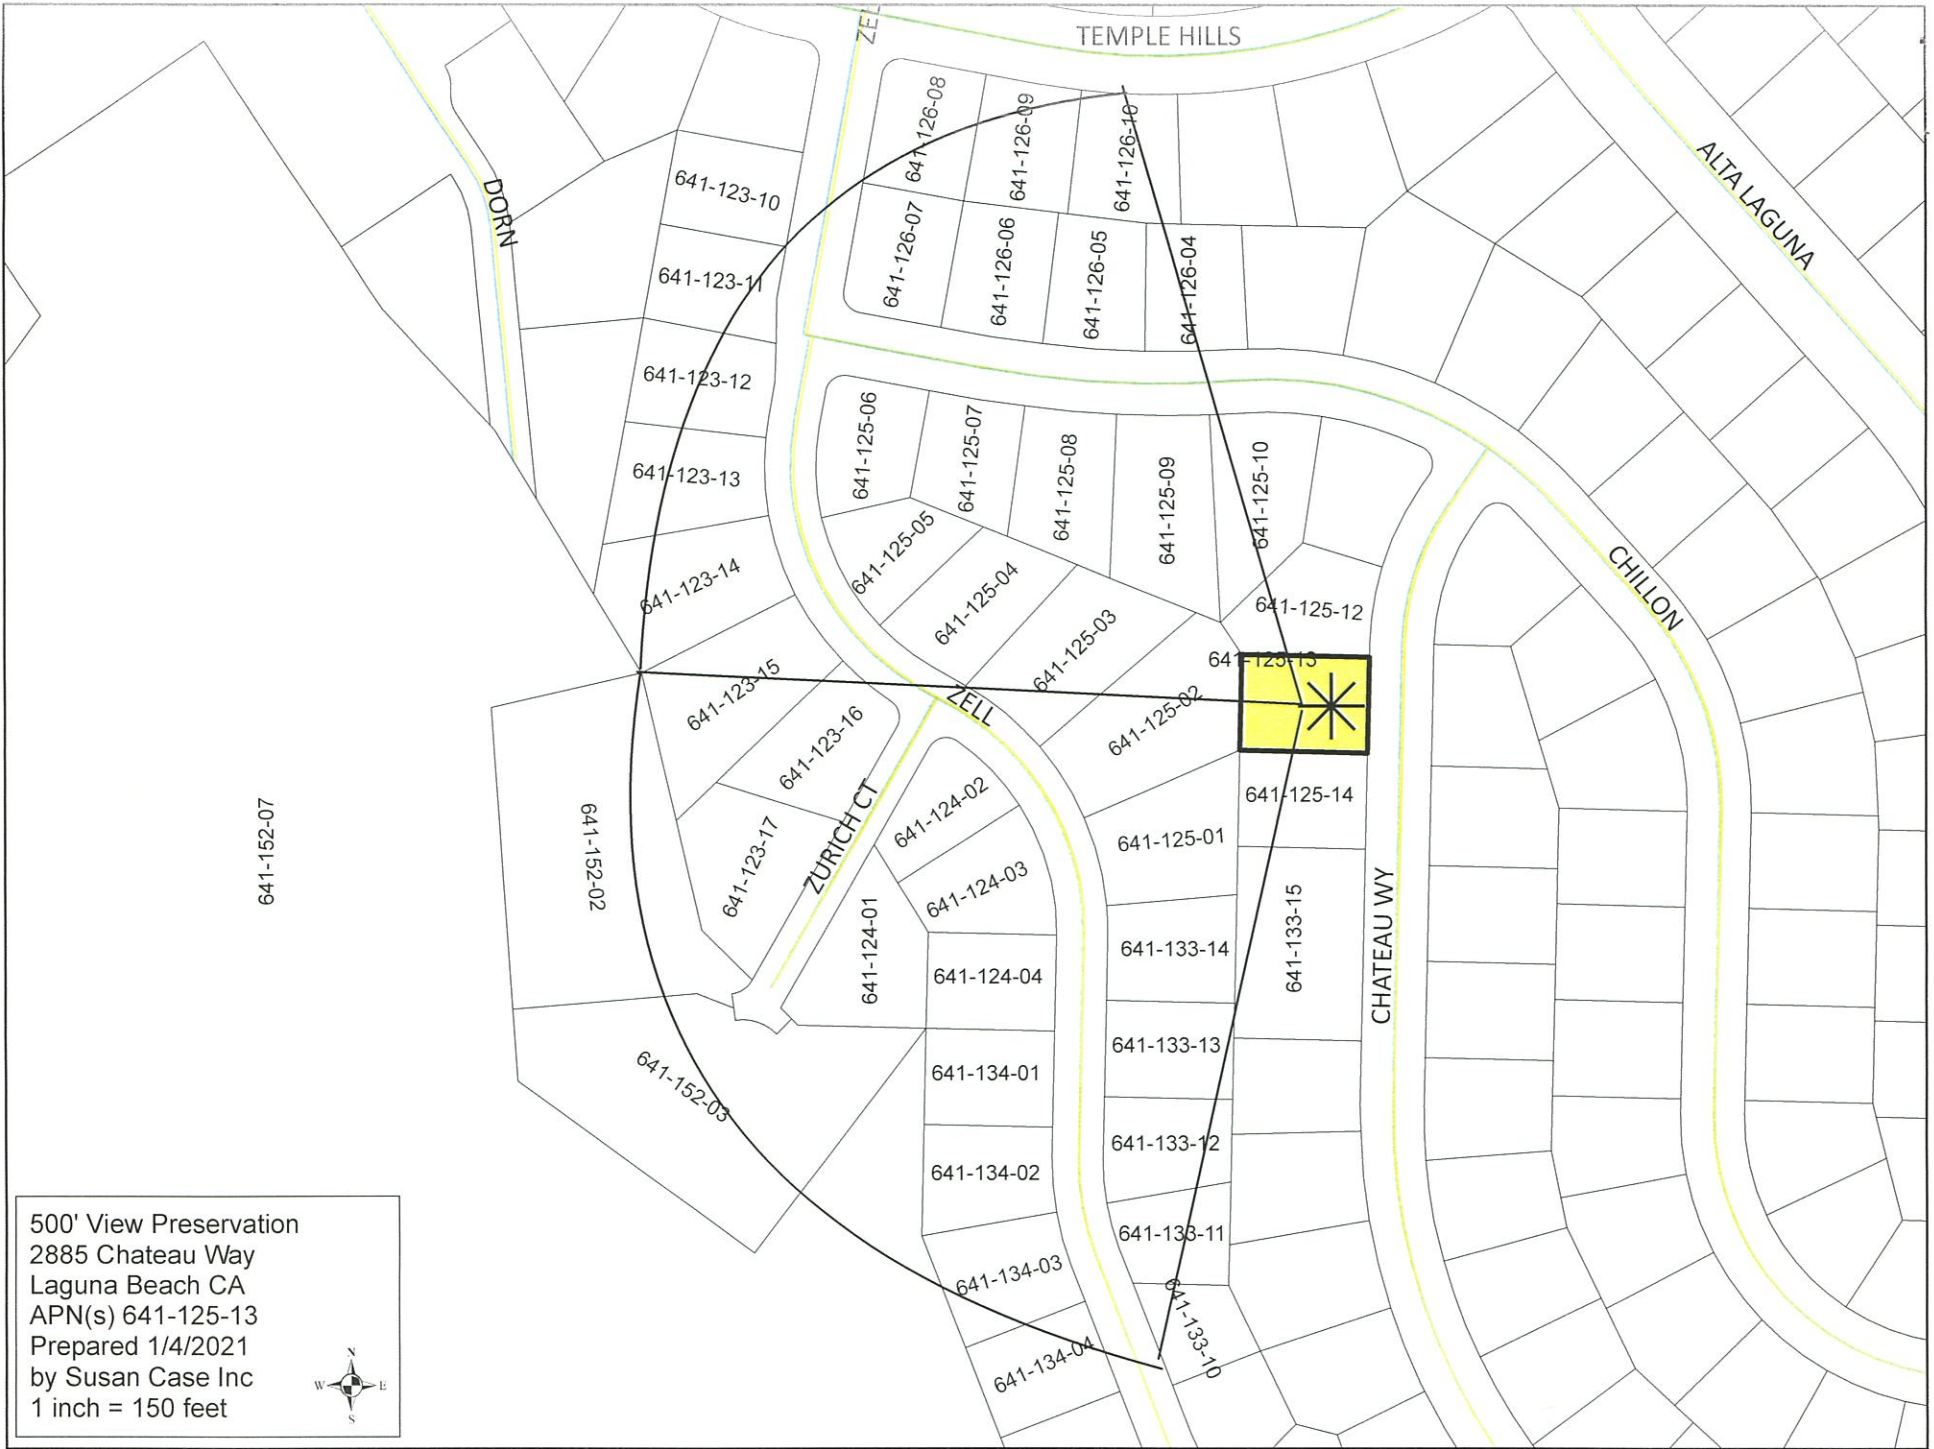 ZEL
TEMPLE HILLS
641-126-08
641-126-09
641-126-10
ALTA LAGUNA
DORN
641-123-10
641-126-07
641-126-06
641-126-05
641-126-04
641-123-11
641-123-12
641-125-06
641-125-07
641-125-08
641-125-09
641-125-10
641-123-13
641-125-05
641-123-14
641-125-04
641-125-03
641-125-12
CHILLON
641-125-13
641-123-15
641-125-02
ZELL
641-123-16
641-125-14
641-152-07
641-152-02
641-123-17
ZURICH CT
641-124-02
641-125-01
641-124-03
641-124-01
641-133-14
641-133-15
CHATEAU WY
641-124-04
641-133-13
641-152-03
641-134-01
641-133-12
641-134-02
641-133-11
641-134-03
641-133-10
641-134-04
500' View Preservation
2885 Chateau Way
Laguna Beach CA
APN(s) 641-125-13
Prepared 1/4/2021
by Susan Case Inc
1 inch = 150 feet
N
W E
S